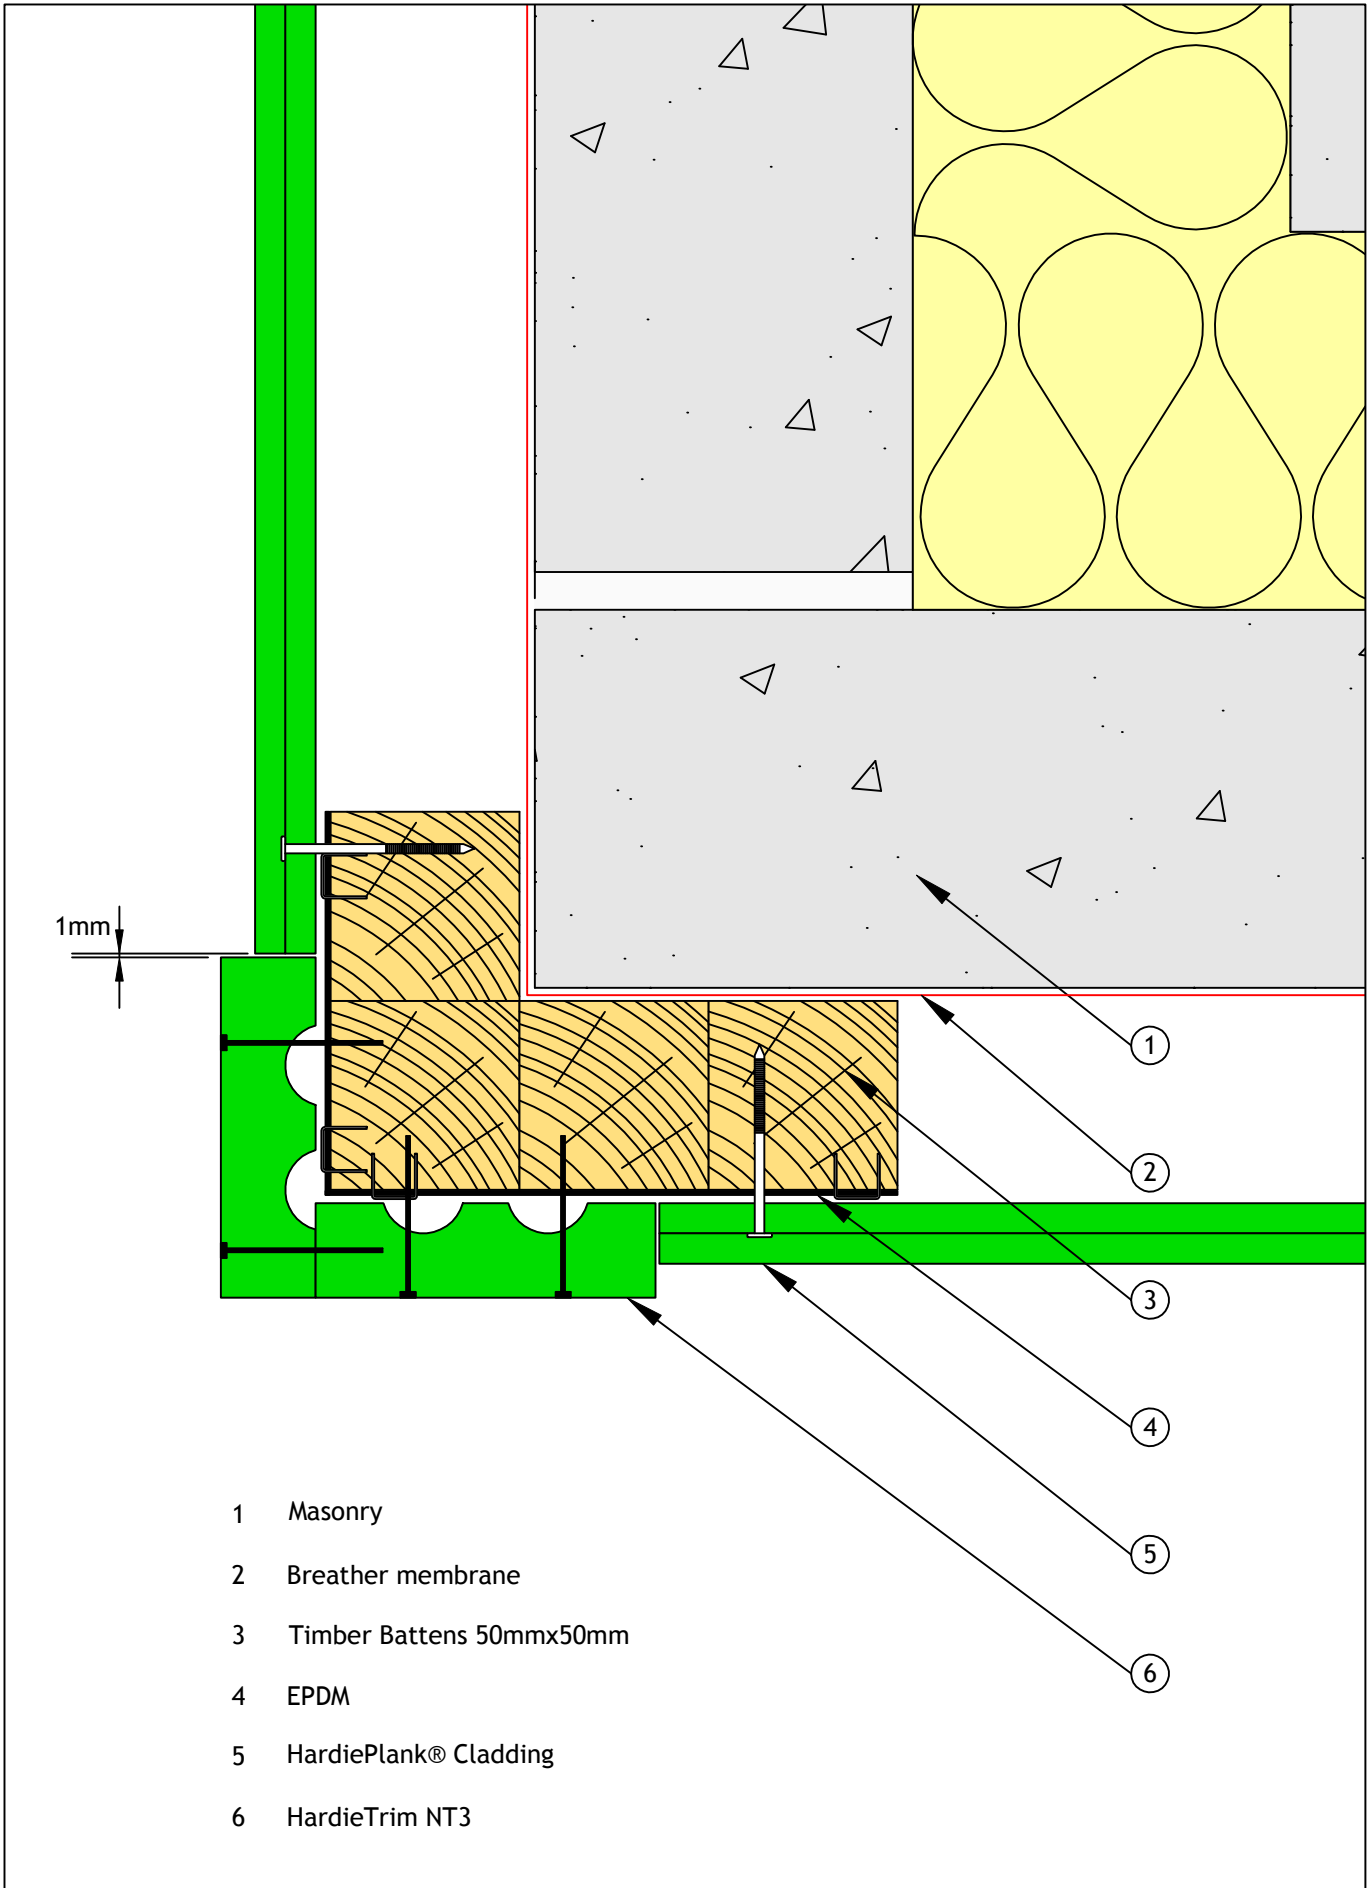 1mm
1
2
3
4
5
6
1 Masonry
2 Breather membrane
3 Timber Battens 50mmx50mm
4 EPDM
5 HardiePlank® Cladding
6 HardieTrim NT3